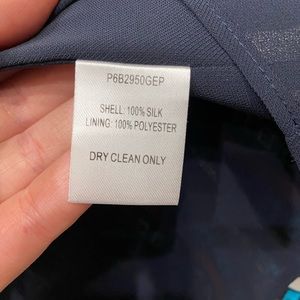 P6B2950GEP
SHELL: 100% SILK
LINING: 100% POLYESTER
DRY CLEAN ONLY